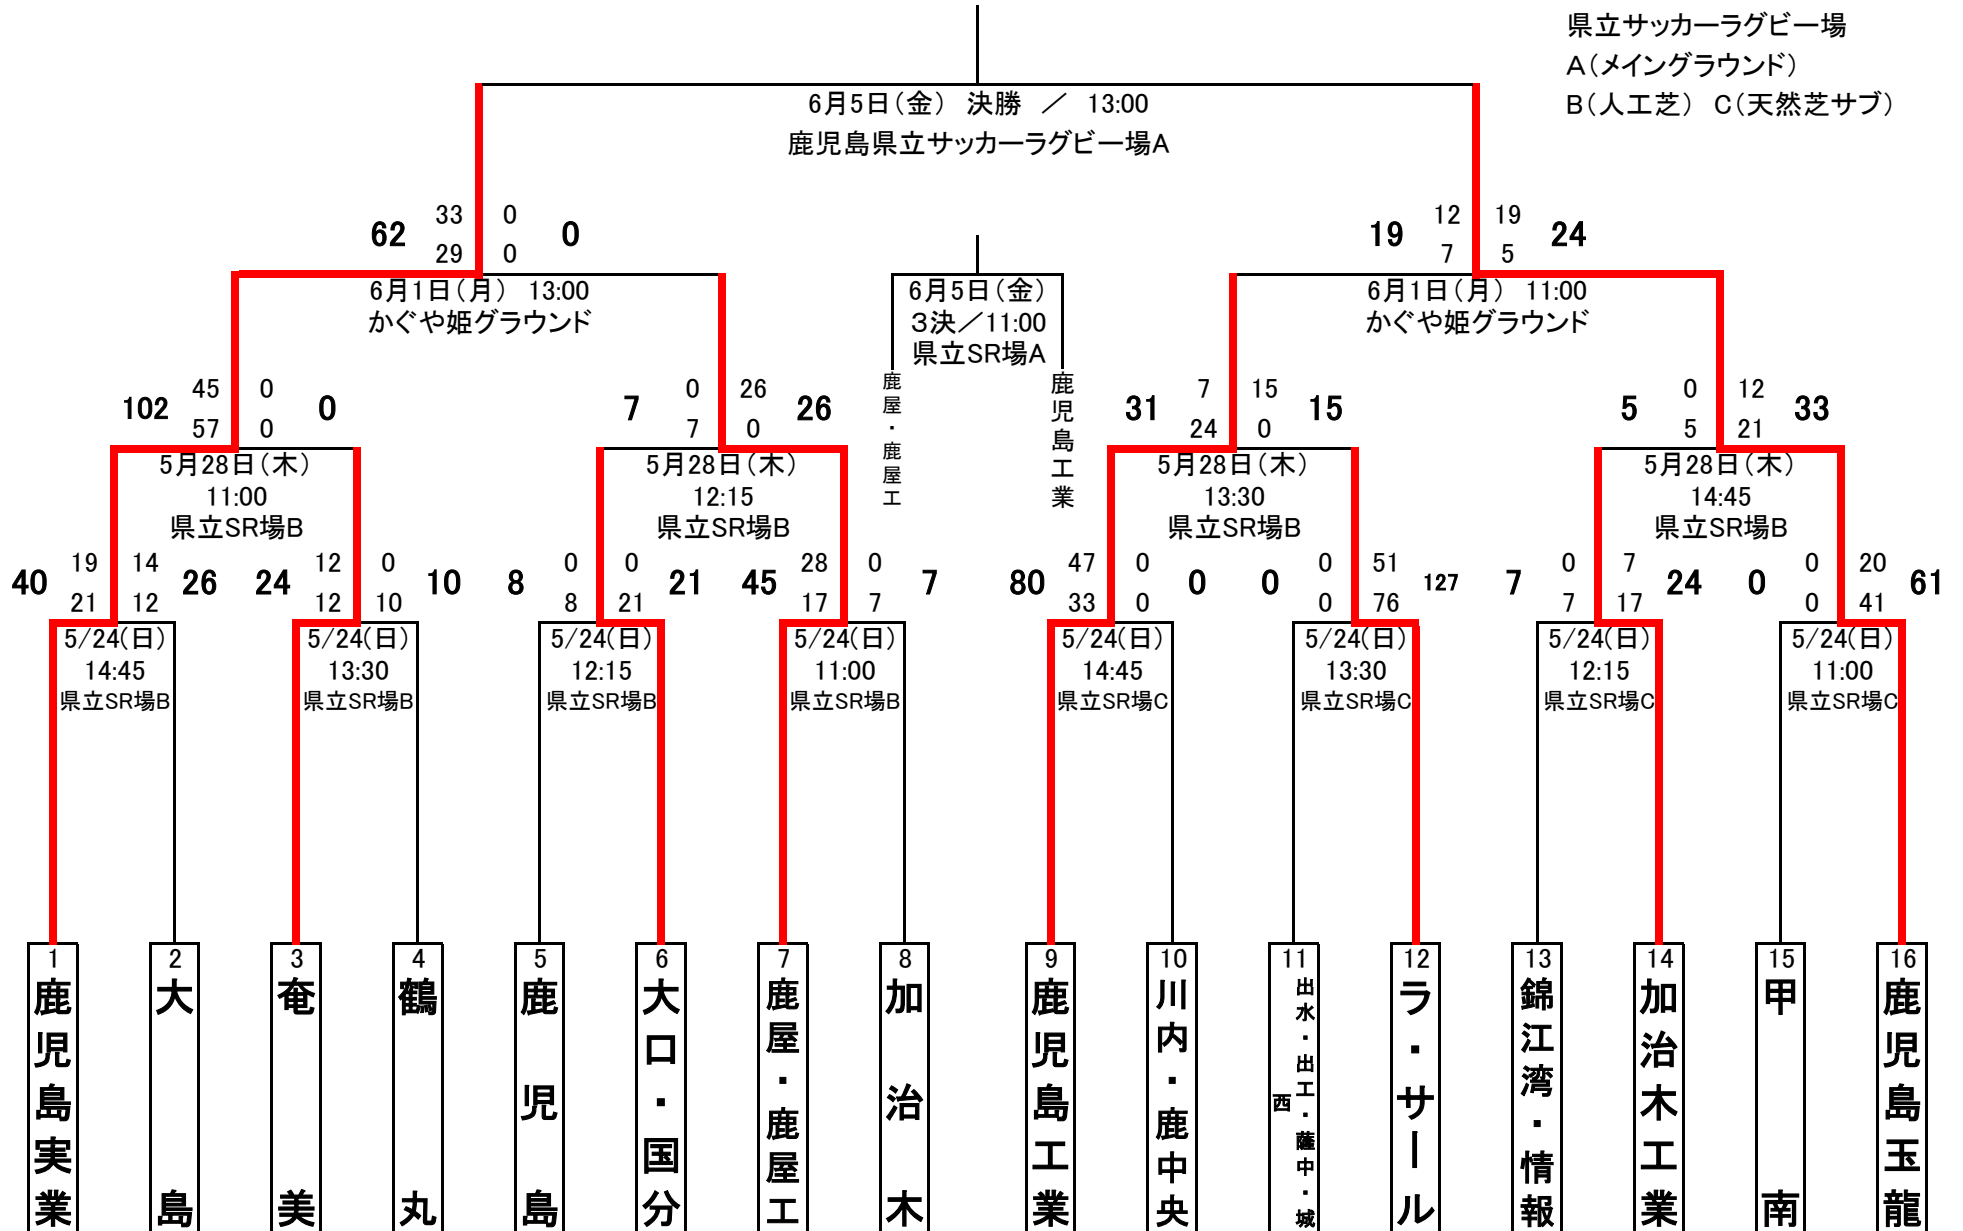 県立サッカーラグビー場
A（メイングラウンド）
B（人工芝） C（天然芝サブ）
6月5日（金） 決勝 ／ 13:00
鹿児島県立サッカーラグビー場A
62 33 0 0
29 0
6月1日（月） 13:00
かぐや姫グラウンド
19 12 19 24
7 5
6月1日（月） 11:00
かぐや姫グラウンド
6月5日（金）
3決／11:00
県立SR場A
鹿屋・鹿屋工
鹿児島工業
102 45 0 0
57 0
5月28日（木）
11:00
県立SR場B
7 0 26 26
7 0
5月28日（木）
12:15
県立SR場B
31 7 15 15
24 0
5月28日（木）
13:30
県立SR場B
5 0 12 33
5 21
5月28日（木）
14:45
県立SR場B
40 19 14 26
21 12
5/24(日)
14:45
県立SR場B
24 12 0 10
12 10
5/24(日)
13:30
県立SR場B
8 0 0 21
8 21
5/24(日)
12:15
県立SR場B
45 28 0 7
17 7
5/24(日)
11:00
県立SR場B
80 47 0 0
33 0
5/24(日)
14:45
県立SR場C
0 0 51 127
0 76
5/24(日)
13:30
県立SR場C
7 0 7 24
7 17
5/24(日)
12:15
県立SR場C
0 0 20 61
0 41
5/24(日)
11:00
県立SR場C
1
鹿児島実業
2
大島
3
奄美
4
鶴丸
5
鹿児島
6
大口・国分
7
鹿屋・鹿屋工
8
加治木
9
鹿児島工業
10
川内・鹿中央
11
出水・出工・薩中・城
西
12
ラ・サール
13
錦江湾・情報
14
加治木工業
15
甲南
16
鹿児島玉龍